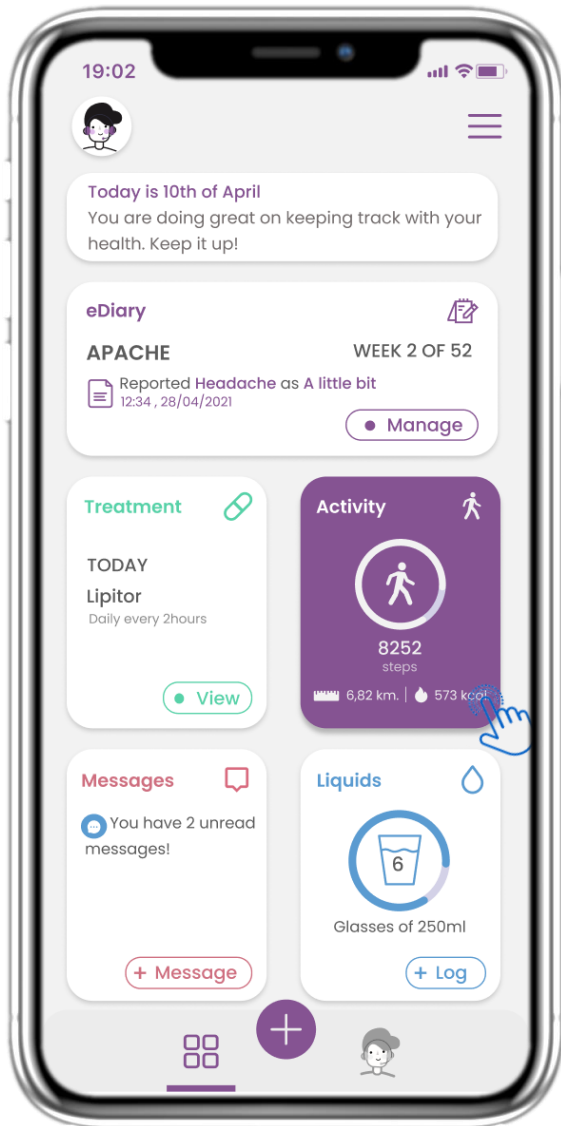 19:02
Today is 10th of April
You are doing great on keeping track with your
health. Keep it up!
eDiary
APACHE
WEEK 2 OF 52
Reported Headache as A little bit
12:34 , 28/04/2021
Manage
Treatment
TODAY
Lipitor
Daily every 2hours
View
Activity
8252
steps
6,82 km.
573 kcal
Messages
You have 2 unread
messages!
+ Message
Liquids
6
Glasses of 250ml
+ Log